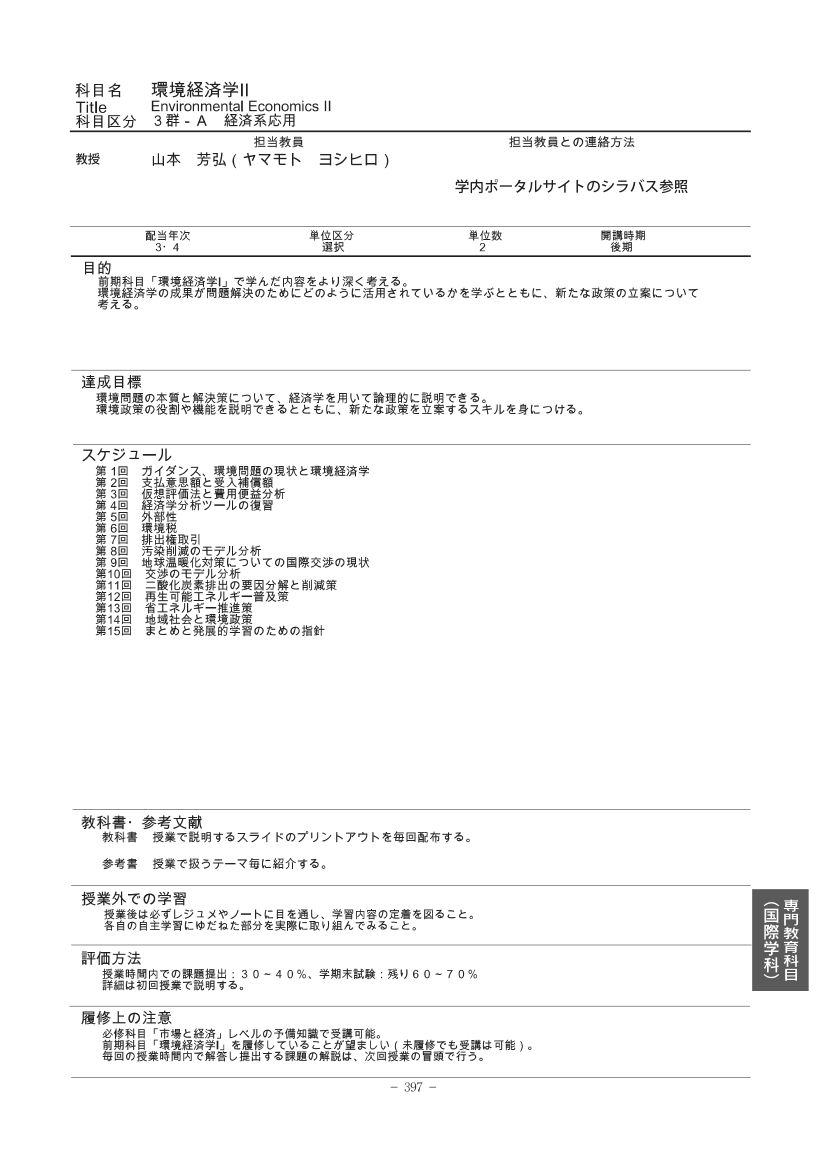 科目名　環境経済学II
Title　Environmental Economics II
科目区分　３群 - A　経済系応用
担当教員　担当教員との連絡方法
教授　山本　芳弘 ( ヤマモト　ヨシヒロ )
学内ポータルサイトのシラバス参照
配当年次　単位区分　単位数　開講時期
3・4　選択　2　後期
目的
前期科目「環境経済学I」で学んだ内容をより深く考える。
環境経済学の成果が問題解決のためにどのように活用されているかを学ぶとともに、新たな政策の立案について
考える。
達成目標
環境問題の本質と解決策について、経済学を用いて論理的に説明できる。
環境政策の役割や機能を説明できるとともに、新たな政策を立案するスキルを身につける。
スケジュール
第 1回　ガイダンス、環境問題の現状と環境経済学
第 2回　支払意思額と受入補償額
第 3回　仮想評価法と費用便益分析
第 4回　経済学分析ツールの復習
第 5回　外部性
第 6回　環境税
第 7回　排出権取引
第 8回　汚染削減のモデル分析
第 9回　地球温暖化対策についての国際交渉の現状
第10回　交渉のモデル分析
第11回　二酸化炭素排出の要因分解と削減策
第12回　再生可能エネルギー普及策
第13回　省エネルギー推進策
第14回　地域社会と環境政策
第15回　まとめと発展的学習のための指針
教科書・参考文献
教科書　授業で説明するスライドのプリントアウトを毎回配布する。
参考書　授業で扱うテーマ毎に紹介する。
授業外での学習
授業後は必ずレジュメやノートに目を通し、学習内容の定着を図ること。
各自の自主学習にゆだねた部分を実際に取り組んでみること。
評価方法
授業時間内での課題提出：３０～４０%、学期末試験：残り６０～７０%
詳細は初回授業で説明する。
履修上の注意
必修科目「市場と経済」レベルの予備知識で受講可能。
前期科目「環境経済学I」を履修していることが望ましい ( 未履修でも受講は可能 ) 。
毎回の授業時間内で解答し提出する課題の解説は、次回授業の冒頭で行う。
専門教育科目
（国際学科）
− 397 −